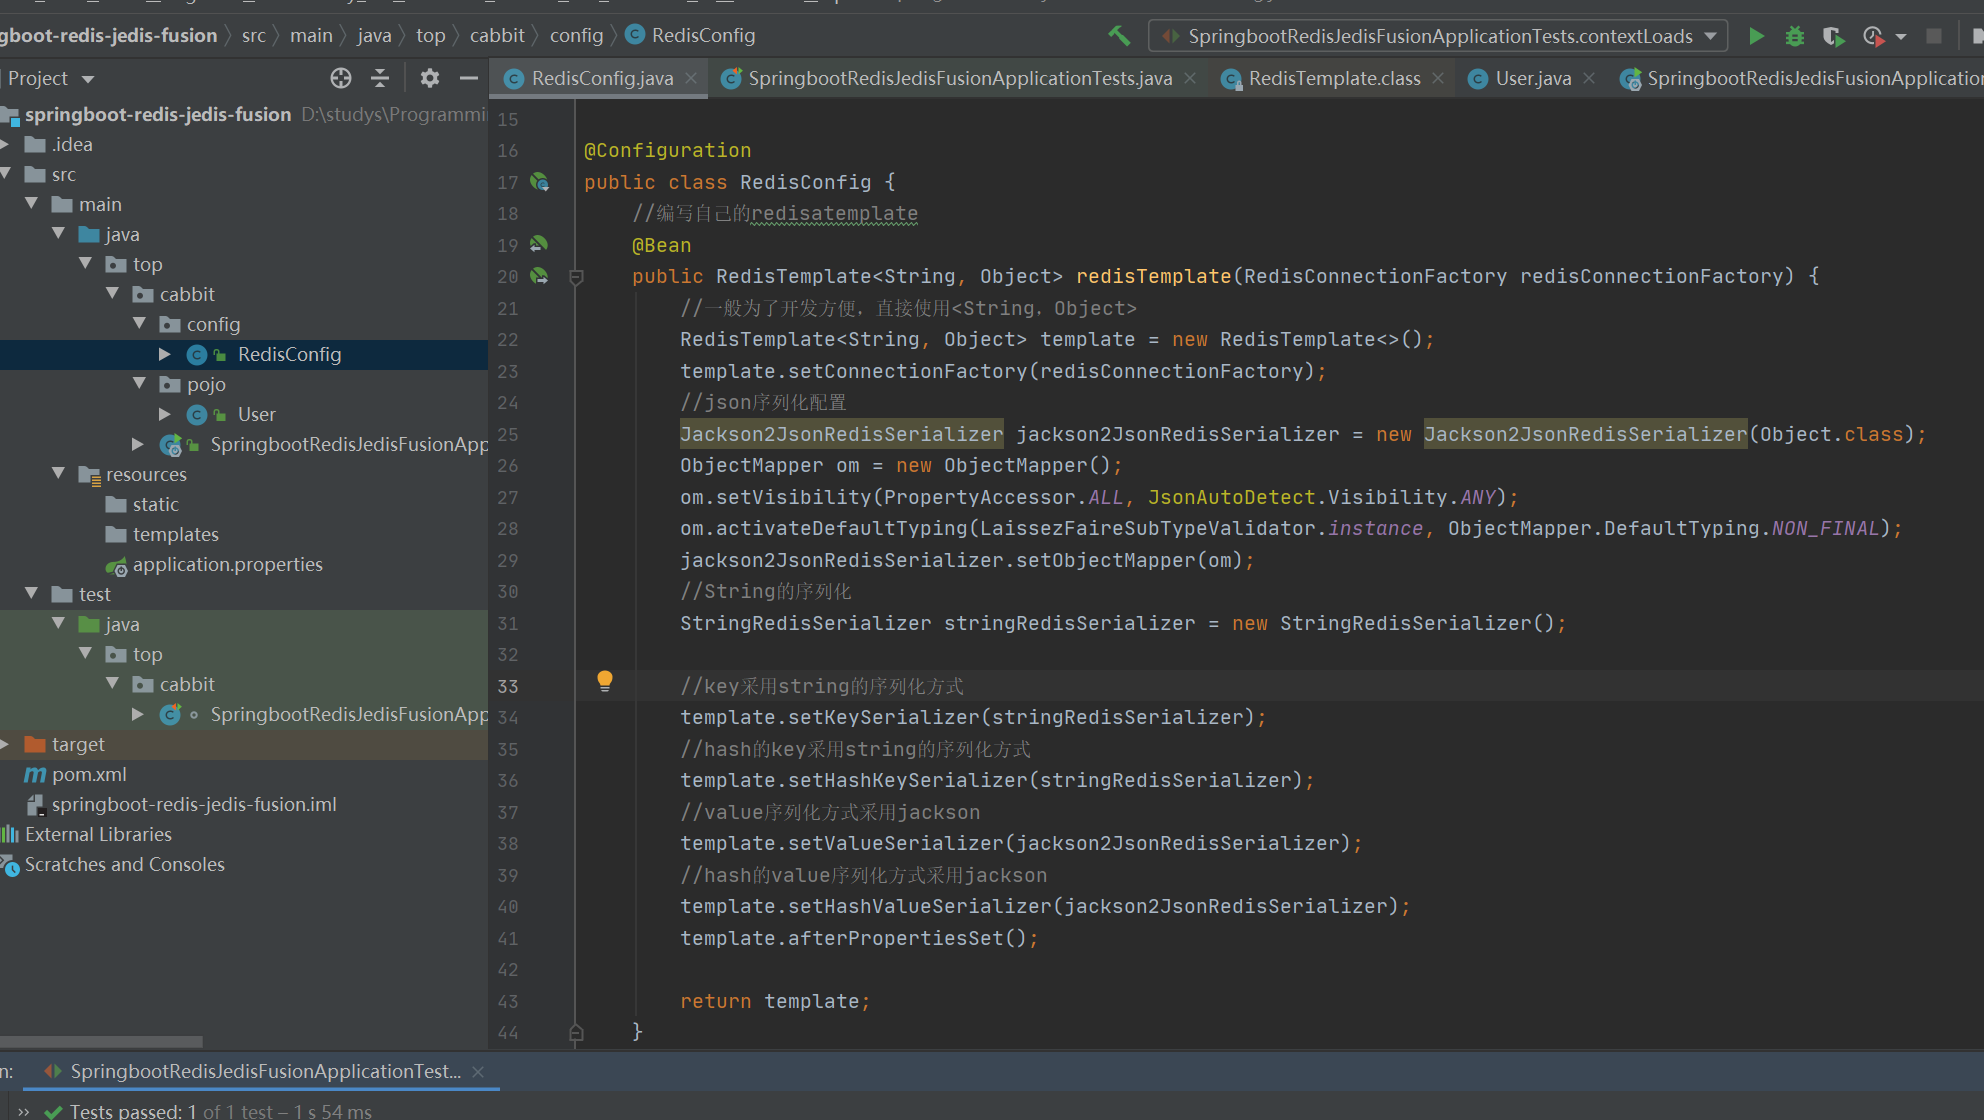 gboot-redis-jedis-fusion src main java top cabbit config RedisConfig SpringbootRedisJedisFusionApplicationTests.contextLoads
Project
RedisConfig.java SpringbootRedisJedisFusionApplicationTests.java RedisTemplate.class User.java SpringbootRedisJedisFusionApplication
springboot-redis-jedis-fusion D:\studys\Programmi
.idea
src
main
java
top
cabbit
config
RedisConfig
pojo
User
SpringbootRedisJedisFusionApp
resources
static
templates
application.properties
test
java
top
cabbit
SpringbootRedisJedisFusionApp
target
pom.xml
springboot-redis-jedis-fusion.iml
External Libraries
Scratches and Consoles
15
16 @Configuration
17 public class RedisConfig {
18 //编写自己的redisatemplate
19 @Bean
20 public RedisTemplate<String, Object> redisTemplate(RedisConnectionFactory redisConnectionFactory) {
21 //一般为了开发方便，直接使用<String，Object>
22 RedisTemplate<String, Object> template = new RedisTemplate<>();
23 template.setConnectionFactory(redisConnectionFactory);
24 //json序列化配置
25 Jackson2JsonRedisSerializer jackson2JsonRedisSerializer = new Jackson2JsonRedisSerializer(Object.class);
26 ObjectMapper om = new ObjectMapper();
27 om.setVisibility(PropertyAccessor.ALL, JsonAutoDetect.Visibility.ANY);
28 om.activateDefaultTyping(LaissezFaireSubTypeValidator.instance, ObjectMapper.DefaultTyping.NON_FINAL);
29 jackson2JsonRedisSerializer.setObjectMapper(om);
30 //String的序列化
31 StringRedisSerializer stringRedisSerializer = new StringRedisSerializer();
32
33 //key采用string的序列化方式
34 template.setKeySerializer(stringRedisSerializer);
35 //hash的key采用string的序列化方式
36 template.setHashKeySerializer(stringRedisSerializer);
37 //value序列化方式采用jackson
38 template.setValueSerializer(jackson2JsonRedisSerializer);
39 //hash的value序列化方式采用jackson
40 template.setHashValueSerializer(jackson2JsonRedisSerializer);
41 template.afterPropertiesSet();
42
43 return template;
44 }
n: SpringbootRedisJedisFusionApplicationTest...
Tests passed: 1 of 1 test – 1 s 54 ms